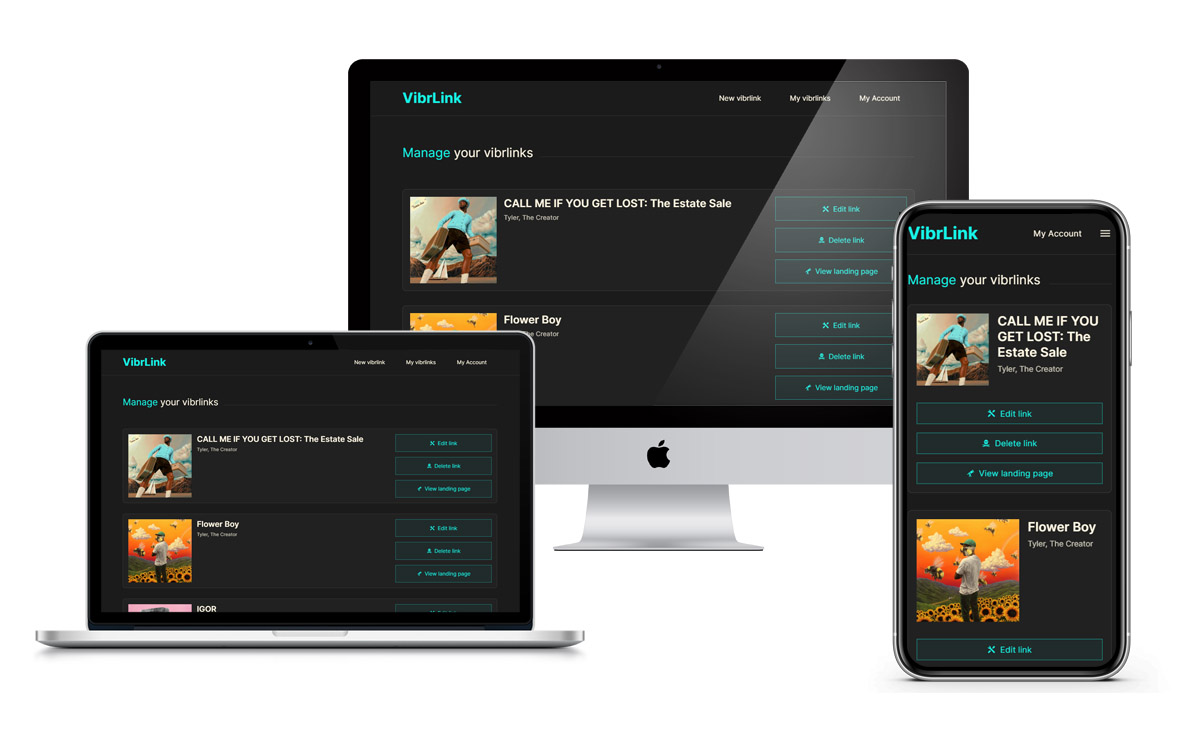 VibrLink
New vibrlink
My vibrlinks
My Account
Manage your vibrlinks
CALL ME IF YOU GET LOST: The Estate Sale
Tyler, The Creator
Edit link
Delete link
View landing page
Flower Boy
The Creator
Edit link
Delete link
View landing page
VibrLink
New vibrlink
My vibrlinks
My Account
Manage your vibrlinks
CALL ME IF YOU GET LOST: The Estate Sale
Tyler, The Creator
Edit link
Delete link
View landing page
Flower Boy
Tyler, The Creator
Edit link
Delete link
View landing page
IGOR
VibrLink
My Account
Manage your vibrlinks
CALL ME IF YOU
GET LOST: The
Estate Sale
Tyler, The Creator
Edit link
Delete link
View landing page
Flower Boy
Tyler, The Creator
Edit link